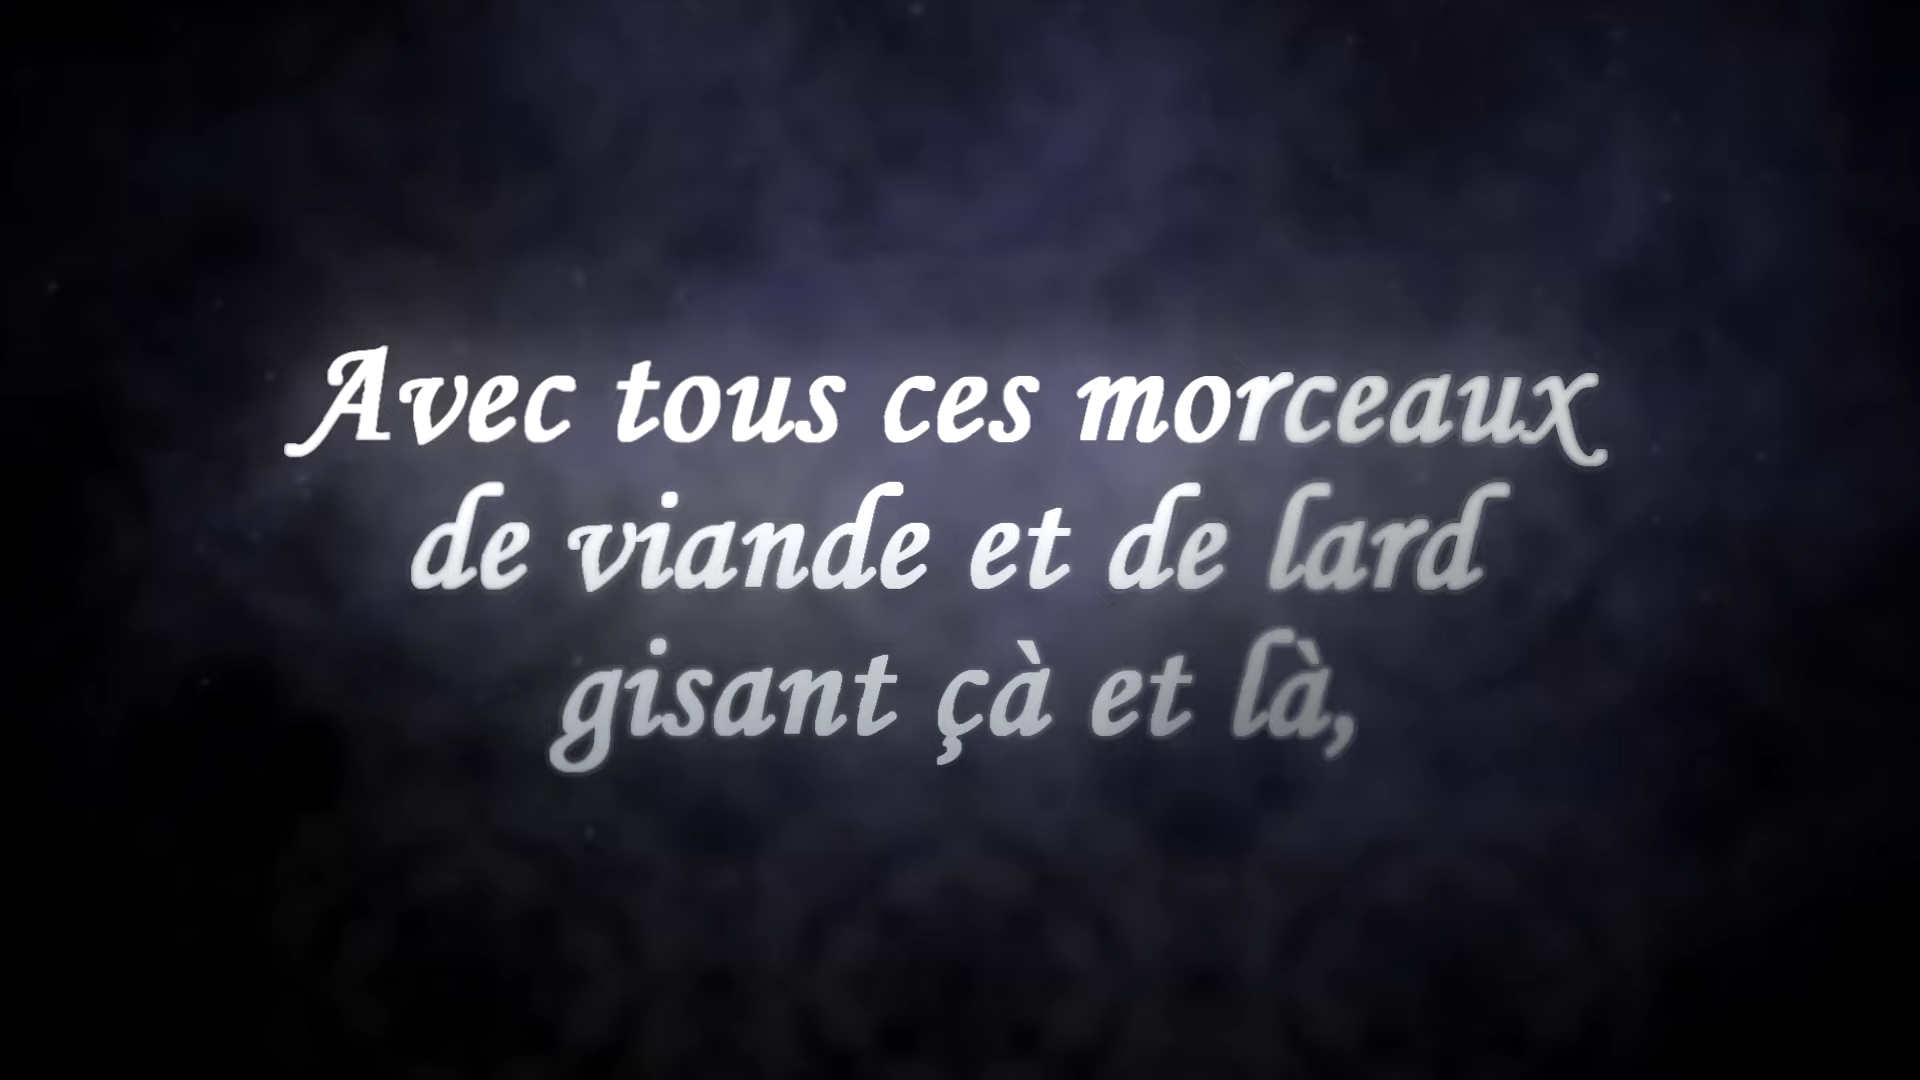 Avec tous ces morceaux
de viande et de lard
gisant çà et là,